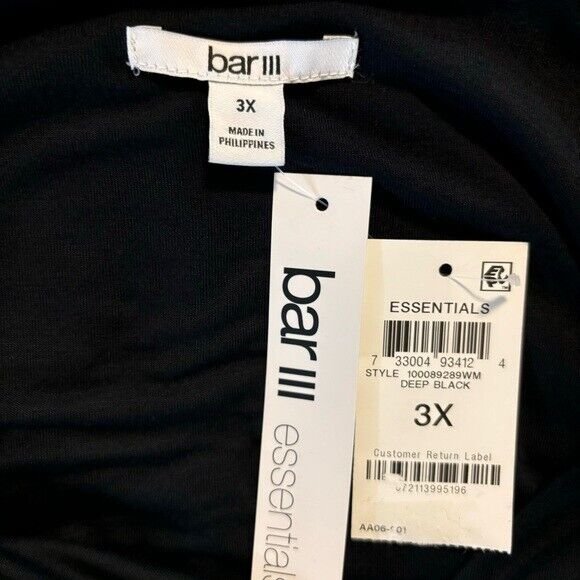 bar III
3X
MADE IN
PHILIPPINES
bar III essentials
ESSENTIALS
7 33004 93412 4
STYLE 100089289WM
DEEP BLACK
3X
Customer Return Label
072113995196